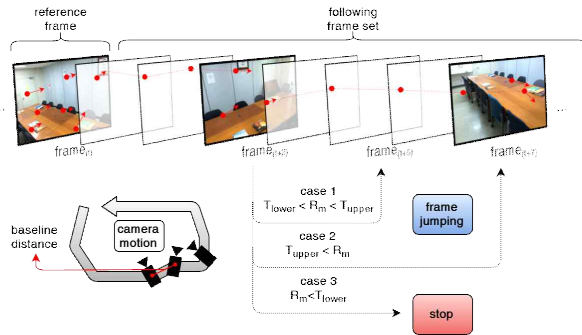 reference
frame
following
frame set
...
...
frame(t)
frame(t+3)
frame(t+5)
frame(t+7)
case 1
Tlower < Rm < Tupper
frame
jumping
camera
motion
baseline
distance
case 2
Tupper < Rm
case 3
Rm<Tlower
stop